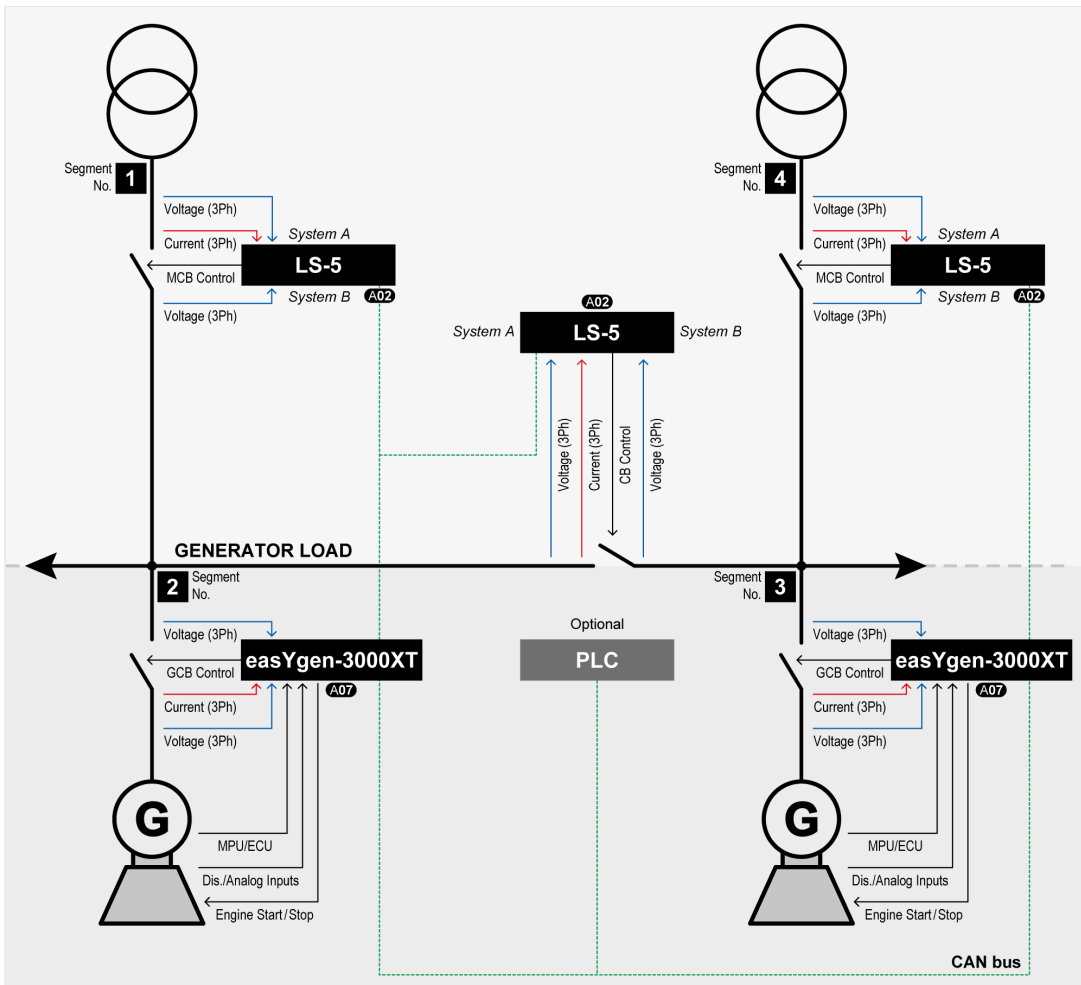 Segment
No.
1
Voltage (3Ph)
System A
Current (3Ph)
LS-5
MCB Control
System B
A02
Voltage (3Ph)
Segment
No.
4
Voltage (3Ph)
System A
Current (3Ph)
LS-5
MCB Control
System B
A02
Voltage (3Ph)
A02
System A
LS-5
System B
Voltage (3Ph)
Current (3Ph)
CB Control
Voltage (3Ph)
GENERATOR LOAD
2
Segment
No.
Segment
No.
3
Voltage (3Ph)
easYgen-3000XT
GCB Control
A07
Current (3Ph)
Voltage (3Ph)
G
MPU/ECU
Dis./Analog Inputs
Engine Start/Stop
Optional
PLC
Voltage (3Ph)
easYgen-3000XT
GCB Control
A07
Current (3Ph)
Voltage (3Ph)
G
MPU/ECU
Dis./Analog Inputs
Engine Start/Stop
CAN bus